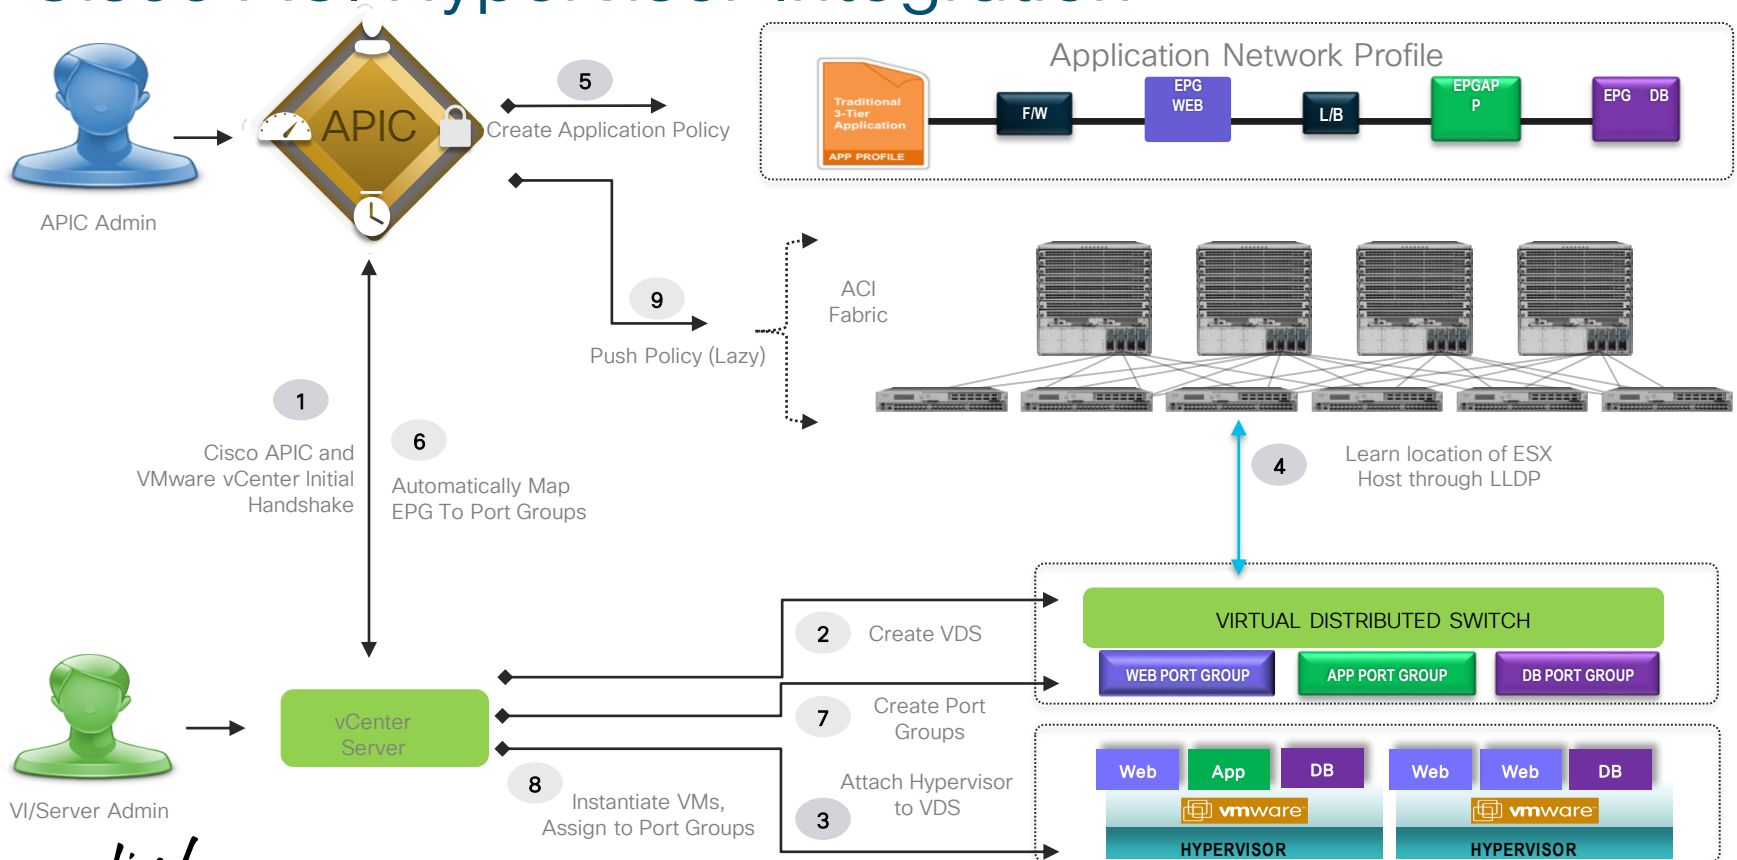 Cisco ACI Hypervisor Integration
APIC
APIC Admin
5
Create Application Policy
Application Network Profile
Traditional
3-Tier
Application
APP PROFILE
F/W
EPG
WEB
L/B
EPGAP
P
EPG DB
9
Push Policy (Lazy)
ACI
Fabric
1
Cisco APIC and
VMware vCenter Initial
Handshake
6
Automatically Map
EPG To Port Groups
4
Learn location of ESX
Host through LLDP
2
Create VDS
VIRTUAL DISTRIBUTED SWITCH
WEB PORT GROUP
APP PORT GROUP
DB PORT GROUP
vCenter
Server
VI/Server Admin
7
Create Port
Groups
8
Instantiate VMs,
Assign to Port Groups
3
Attach Hypervisor
to VDS
Web
App
DB
vmware
HYPERVISOR
Web
Web
DB
vmware
HYPERVISOR